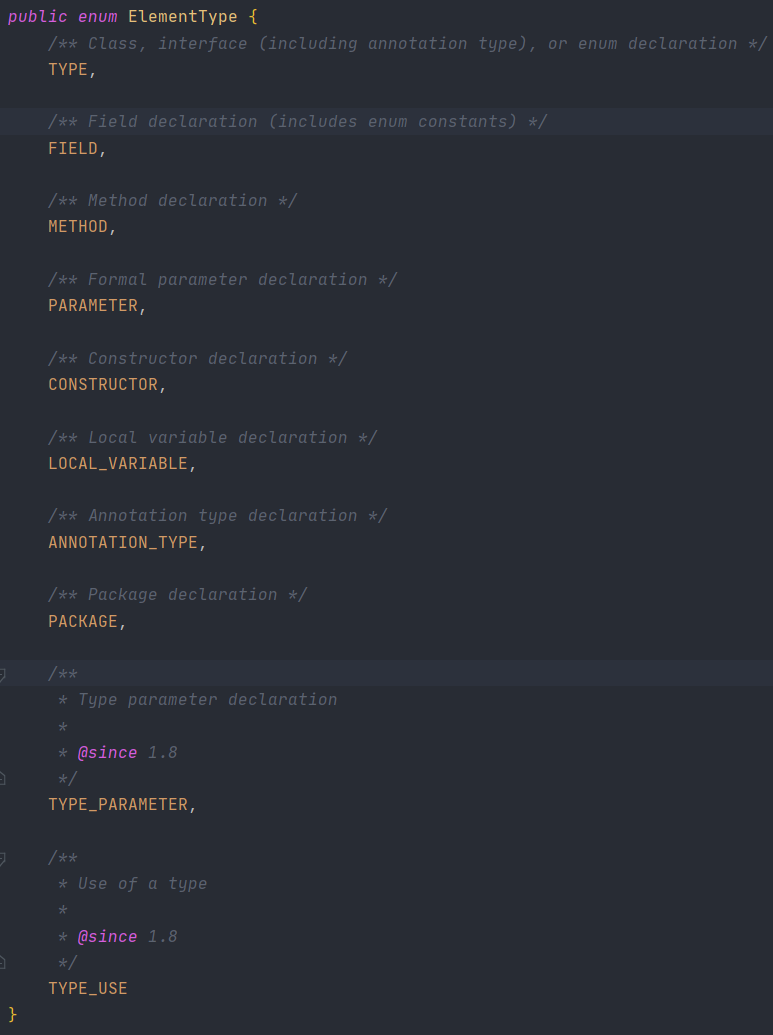 public enum ElementType {
/** Class, interface (including annotation type), or enum declaration */
TYPE,
/** Field declaration (includes enum constants) */
FIELD,
/** Method declaration */
METHOD,
/** Formal parameter declaration */
PARAMETER,
/** Constructor declaration */
CONSTRUCTOR,
/** Local variable declaration */
LOCAL_VARIABLE,
/** Annotation type declaration */
ANNOTATION_TYPE,
/** Package declaration */
PACKAGE,
/**
* Type parameter declaration
*
* @since 1.8
*/
TYPE_PARAMETER,
/**
* Use of a type
*
* @since 1.8
*/
TYPE_USE
}